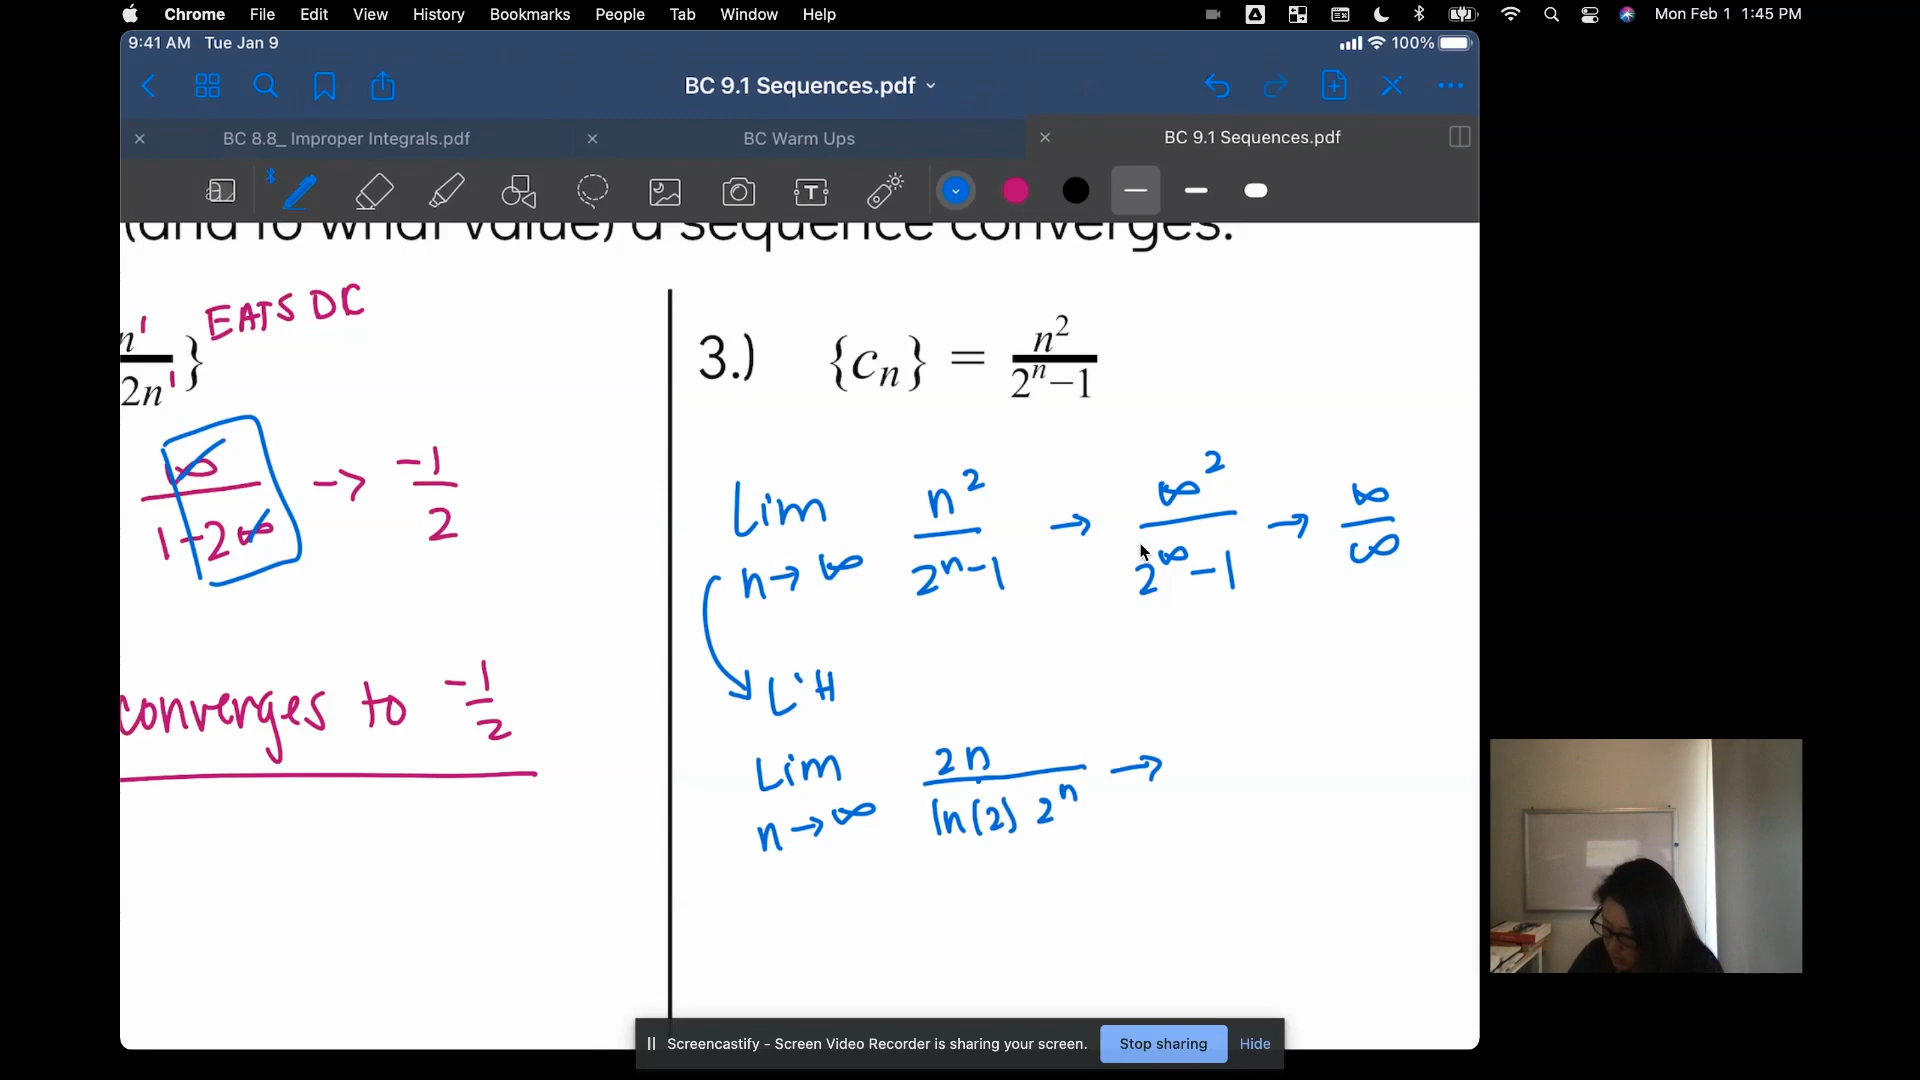 Chrome File Edit View History Bookmarks People Tab Window Help Mon Feb 1 1:45 PM
9:41 AM Tue Jan 9 100%
BC 9.1 Sequences.pdf
BC 8.8_ Improper Integrals.pdf BC Warm Ups BC 9.1 Sequences.pdf
T
(and to what value) a sequence converges.
n¹/2n¹} EATS DC
∞/1-2∞ → -1/2
converges to -1/2
3.) {cₙ} = n²/2ⁿ−1
Lim n→∞ n²/2ⁿ-1 → ∞²/2^∞-1 → ∞/∞
L'H
Lim n→∞ 2n/ln(2) 2ⁿ →
Screencastify - Screen Video Recorder is sharing your screen. Stop sharing Hide